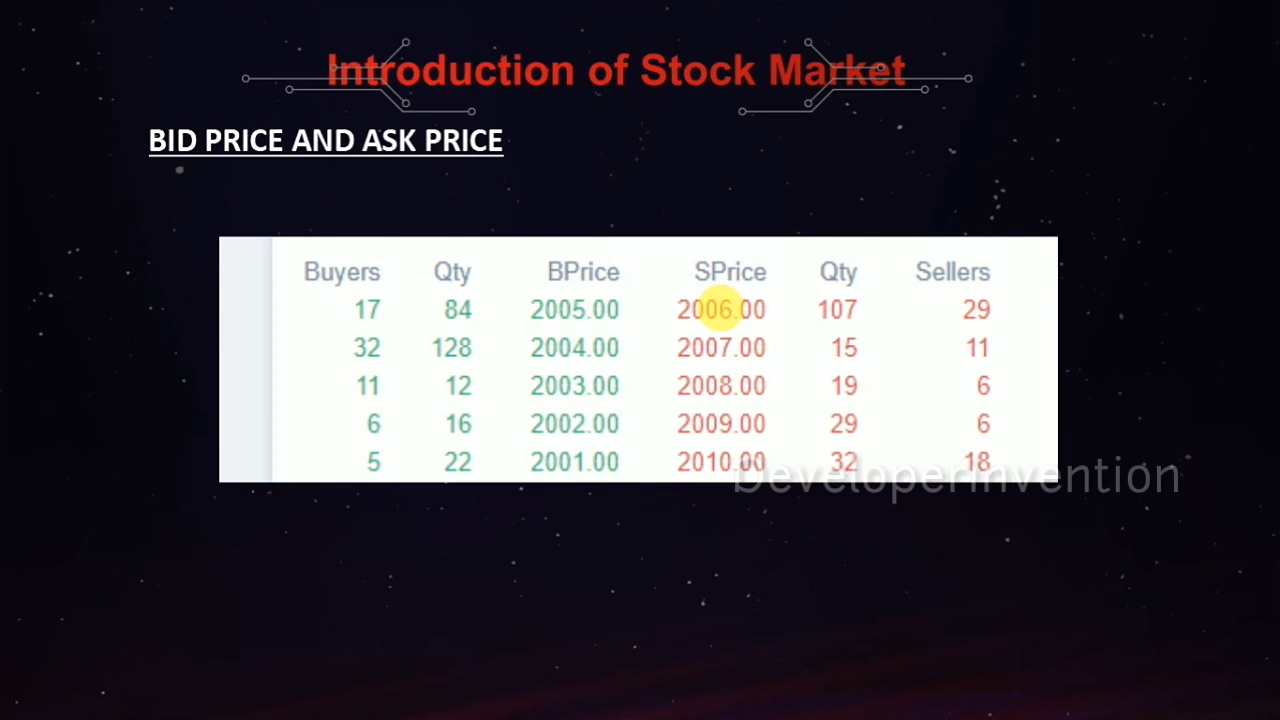 Introduction of Stock Market
BID PRICE AND ASK PRICE
Buyers Qty BPrice SPrice Qty Sellers
17 84 2005.00 2006.00 107 29
32 128 2004.00 2007.00 15 11
11 12 2003.00 2008.00 19 6
6 16 2002.00 2009.00 29 6
5 22 2001.00 2010.00 32 18
Developerinvention